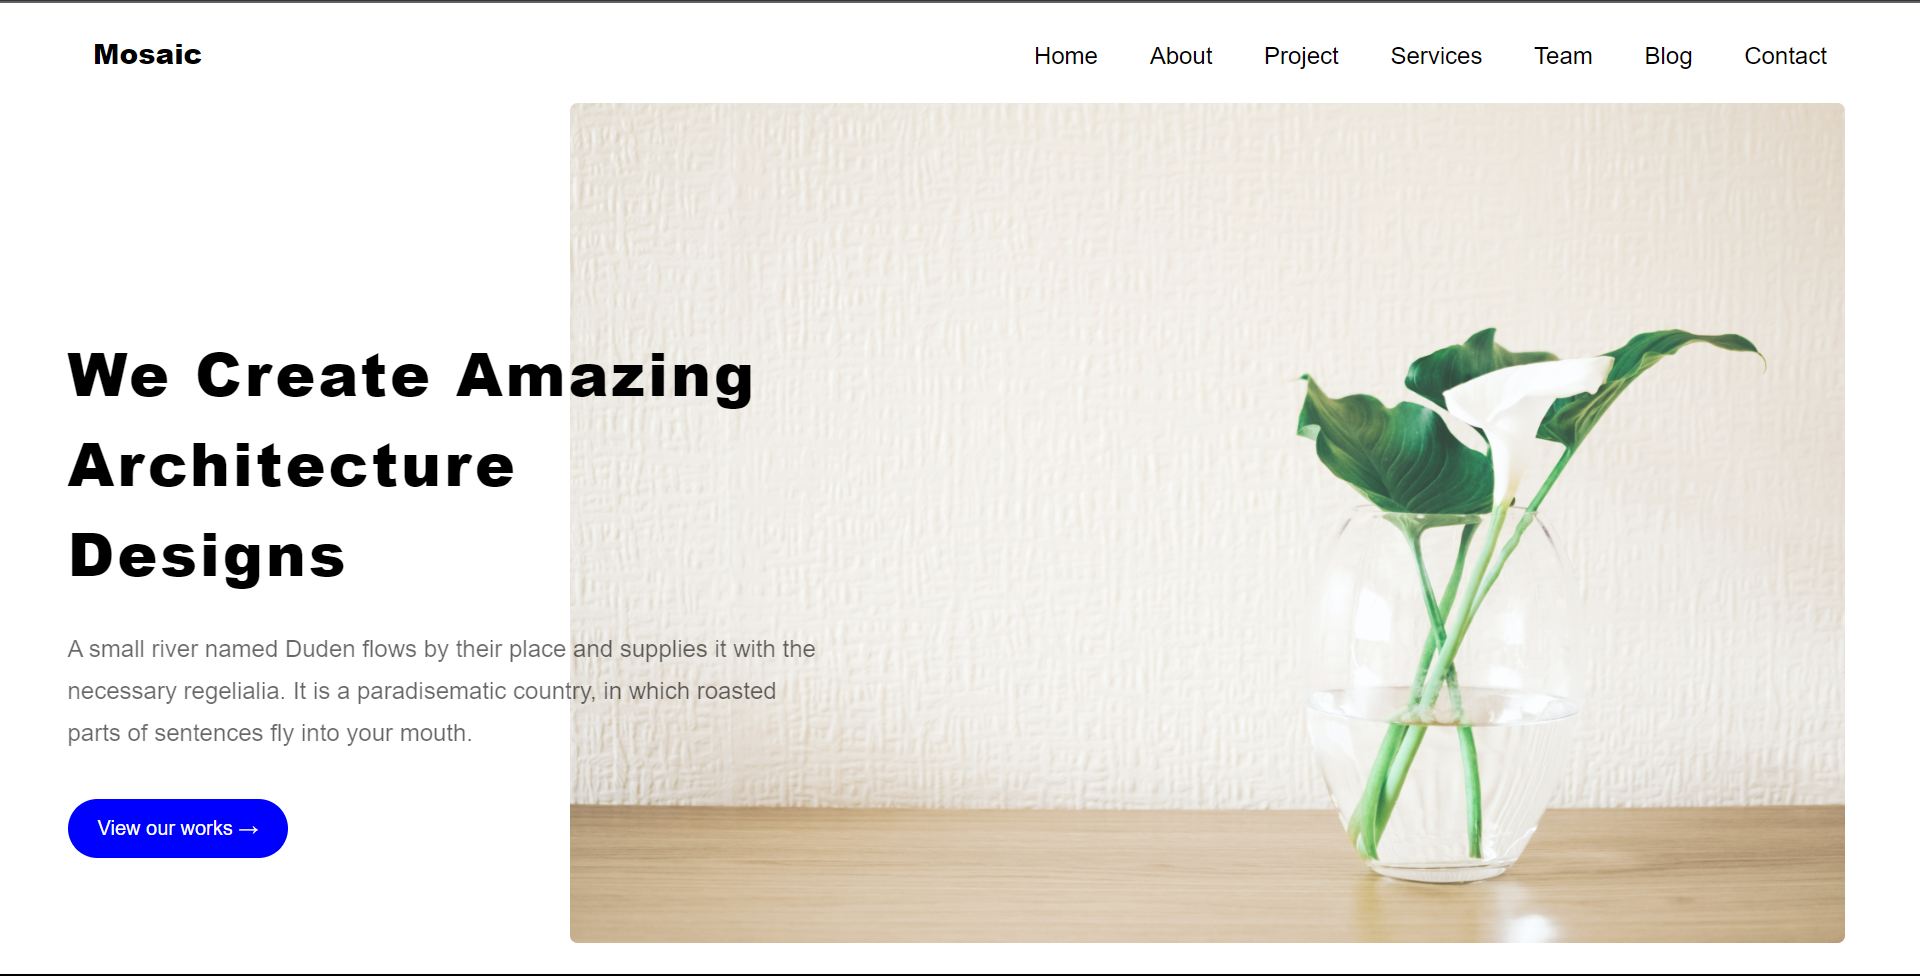 Mosaic
Home About Project Services Team Blog Contact
We Create Amazing
Architecture
Designs
A small river named Duden flows by their place and supplies it with the
necessary regelialia. It is a paradisematic country, in which roasted
parts of sentences fly into your mouth.
View our works →